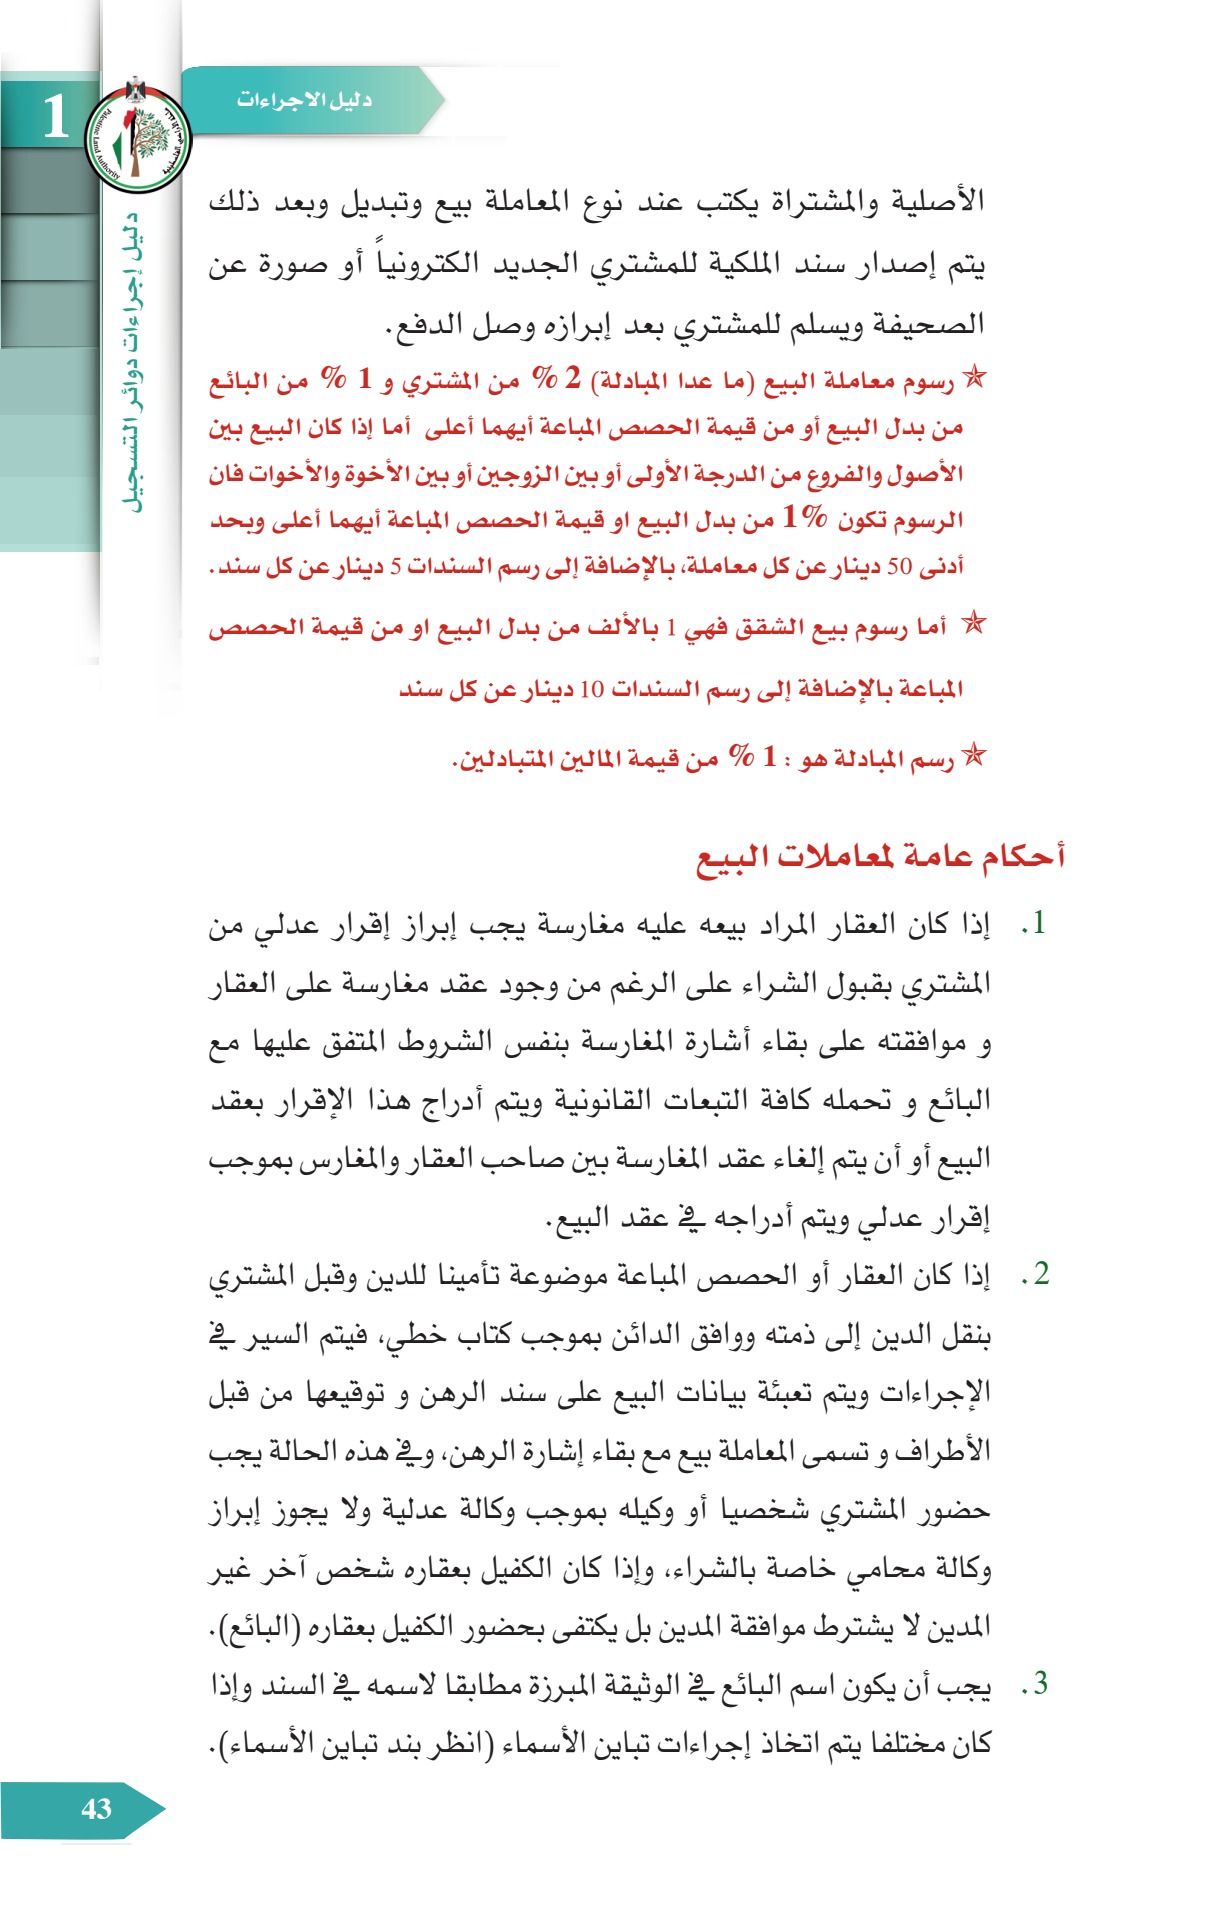 دليل الاجراءات
1
Palestine Land Authority
دليل إجراءات دوائر التسجيل
الأصلية والمشتراة يكتب عند نوع المعاملة بيع وتبديل وبعد ذلك
يتم إصدار سند الملكية للمشتري الجديد الكترونياً أو صورة عن
الصحيفة ويسلم للمشتري بعد إبرازه وصل الدفع.
✯ رسوم معاملة البيع (ما عدا المبادلة) 2 % من المشتري و 1 % من البائع
من بدل البيع أو من قيمة الحصص المباعة أيهما أعلى أما إذا كان البيع بين
الأصول والفروع من الدرجة الأولى أو بين الزوجين أو بين الأخوة والأخوات فان
الرسوم تكون 1% من بدل البيع او قيمة الحصص المباعة أيهما أعلى وبحد
أدنى 50 دينار عن كل معاملة، بالإضافة إلى رسم السندات 5 دينار عن كل سند.
✯ أما رسوم بيع الشقق فهي 1 بالألف من بدل البيع او من قيمة الحصص
المباعة بالإضافة إلى رسم السندات 10 دينار عن كل سند
✯ رسم المبادلة هو : 1 % من قيمة المالين المتبادلين.
أحكام عامة لمعاملات البيع
1. إذا كان العقار المراد بيعه عليه مغارسة يجب إبراز إقرار عدلي من
المشتري بقبول الشراء على الرغم من وجود عقد مغارسة على العقار
و موافقته على بقاء أشارة المغارسة بنفس الشروط المتفق عليها مع
البائع و تحمله كافة التبعات القانونية ويتم أدراج هذا الإقرار بعقد
البيع أو أن يتم إلغاء عقد المغارسة بين صاحب العقار والمغارس بموجب
إقرار عدلي ويتم أدراجه في عقد البيع.
2. إذا كان العقار أو الحصص المباعة موضوعة تأمينا للدين وقبل المشتري
بنقل الدين إلى ذمته ووافق الدائن بموجب كتاب خطي، فيتم السير في
الإجراءات ويتم تعبئة بيانات البيع على سند الرهن و توقيعها من قبل
الأطراف و تسمى المعاملة بيع مع بقاء إشارة الرهن، وفي هذه الحالة يجب
حضور المشتري شخصيا أو وكيله بموجب وكالة عدلية ولا يجوز إبراز
وكالة محامي خاصة بالشراء، وإذا كان الكفيل بعقاره شخص آخر غير
المدين لا يشترط موافقة المدين بل يكتفى بحضور الكفيل بعقاره (البائع).
3. يجب أن يكون اسم البائع في الوثيقة المبرزة مطابقا لاسمه في السند وإذا
كان مختلفا يتم اتخاذ إجراءات تباين الأسماء (انظر بند تباين الأسماء).
43